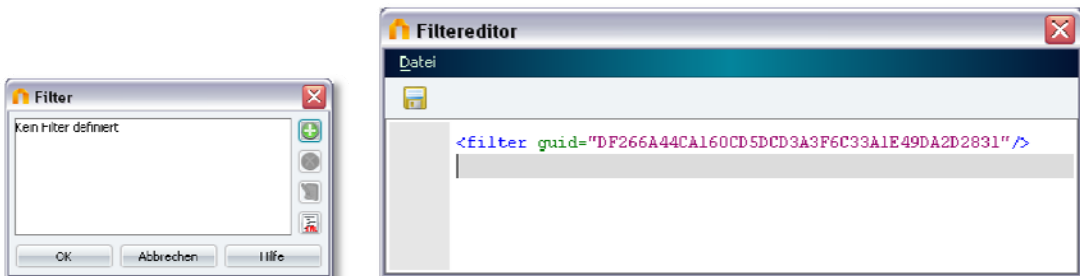 Filter
Kein Filter definiert
OK
Abbrechen
Hilfe
Filtereditor
Datei
<filter guid="DF266A44CA160CD5DCD3A3F6C33A1E49DA2D2831"/>